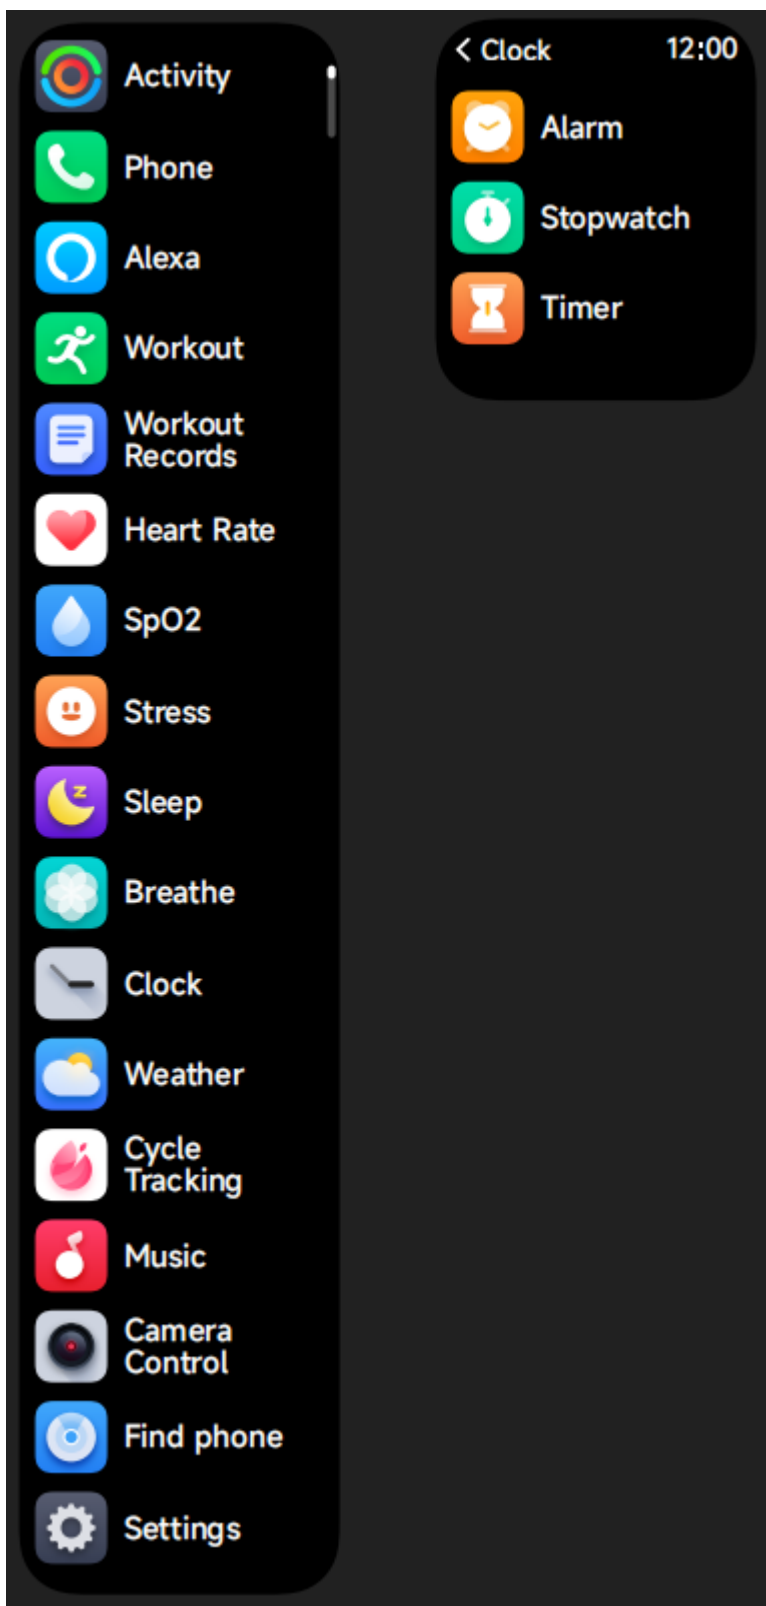 Activity
Phone
Alexa
Workout
Workout
Records
Heart Rate
SpO2
Stress
Sleep
Breathe
Clock
Weather
Cycle
Tracking
Music
Camera
Control
Find phone
Settings
< Clock 12:00
Alarm
Stopwatch
Timer